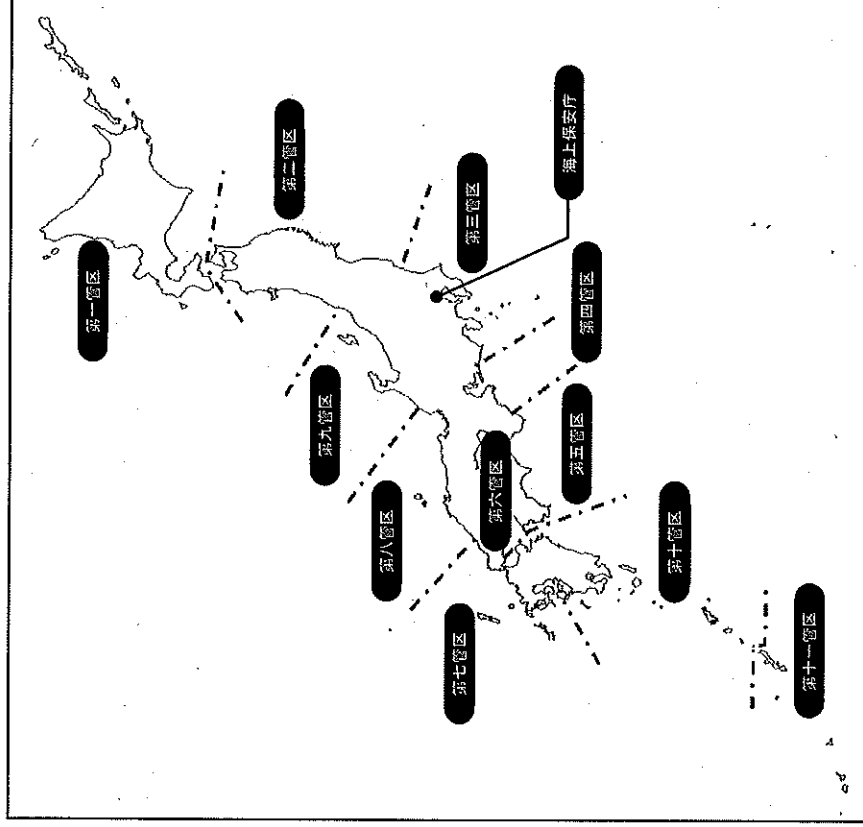 第一管区
第二管区
海上保安庁
第三管区
第九管区
第四管区
第八管区
第六管区
第五管区
第七管区
第十管区
第十一管区